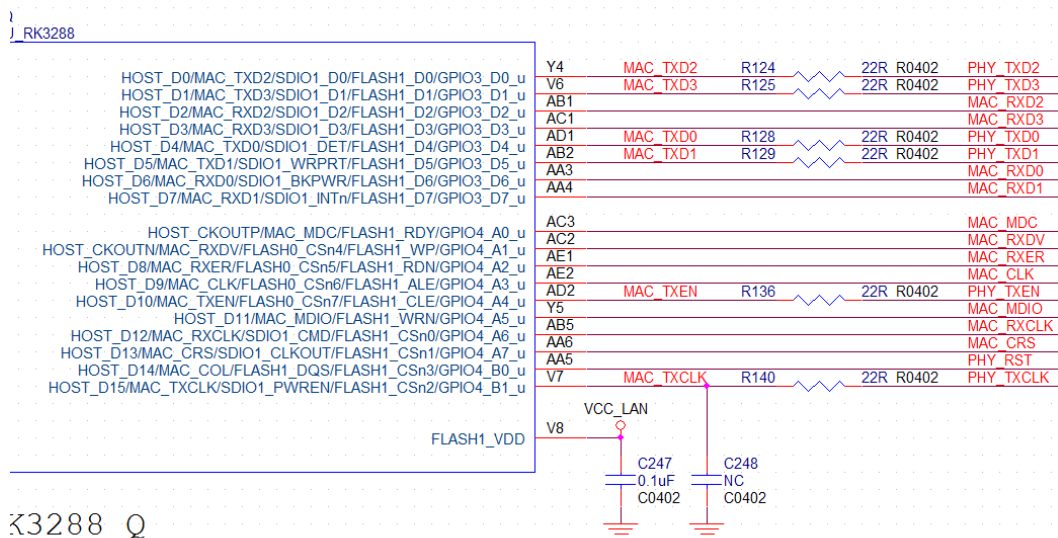 J_RK3288
HOST_D0/MAC_TXD2/SDIO1_D0/FLASH1_D0/GPIO3_D0_u Y4 MAC_TXD2 R124 22R R0402 PHY_TXD2
HOST_D1/MAC_TXD3/SDIO1_D1/FLASH1_D1/GPIO3_D1_u V6 MAC_TXD3 R125 22R R0402 PHY_TXD3
HOST_D2/MAC_RXD2/SDIO1_D2/FLASH1_D2/GPIO3_D2_u AB1 MAC_RXD2
HOST_D3/MAC_RXD3/SDIO1_D3/FLASH1_D3/GPIO3_D3_u AC1 MAC_RXD3
HOST_D4/MAC_TXD0/SDIO1_DET/FLASH1_D4/GPIO3_D4_u AD1 MAC_TXD0 R128 22R R0402 PHY_TXD0
HOST_D5/MAC_TXD1/SDIO1_WRPRT/FLASH1_D5/GPIO3_D5_u AB2 MAC_TXD1 R129 22R R0402 PHY_TXD1
HOST_D6/MAC_RXD0/SDIO1_BKPWR/FLASH1_D6/GPIO3_D6_u AA3 MAC_RXD0
HOST_D7/MAC_RXD1/SDIO1_INTn/FLASH1_D7/GPIO3_D7_u AA4 MAC_RXD1
HOST_CKOUTP/MAC_MDC/FLASH1_RDY/GPIO4_A0_u AC3 MAC_MDC
HOST_CKOUTN/MAC_RXDV/FLASH0_CSn4/FLASH1_WP/GPIO4_A1_u AC2 MAC_RXDV
HOST_D8/MAC_RXER/FLASH0_CSn5/FLASH1_RDN/GPIO4_A2_u AE1 MAC_RXER
HOST_D9/MAC_CLK/FLASH0_CSn6/FLASH1_ALE/GPIO4_A3_u AE2 MAC_CLK
HOST_D10/MAC_TXEN/FLASH0_CSn7/FLASH1_CLE/GPIO4_A4_u AD2 MAC_TXEN R136 22R R0402 PHY_TXEN
HOST_D11/MAC_MDIO/FLASH1_WRN/GPIO4_A5_u Y5 MAC_MDIO
HOST_D12/MAC_RXCLK/SDIO1_CMD/FLASH1_CSn0/GPIO4_A6_u AB5 MAC_RXCLK
HOST_D13/MAC_CRS/SDIO1_CLKOUT/FLASH1_CSn1/GPIO4_A7_u AA6 MAC_CRS
HOST_D14/MAC_COL/FLASH1_DQS/FLASH1_CSn3/GPIO4_B0_u AA5 PHY_RST
HOST_D15/MAC_TXCLK/SDIO1_PWREN/FLASH1_CSn2/GPIO4_B1_u V7 MAC_TXCLK R140 22R R0402 PHY_TXCLK
VCC_LAN
FLASH1_VDD V8
C247 C248
0.1uF NC
C0402 C0402
K3288 Q